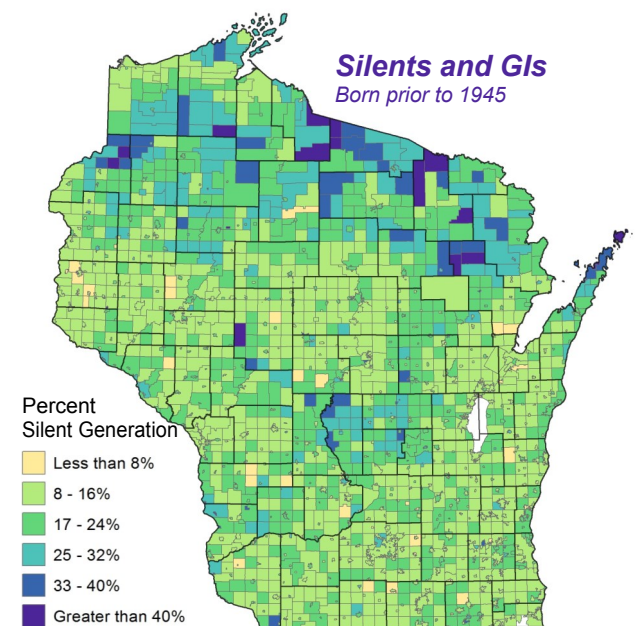 Silents and GIs
Born prior to 1945
Percent
Silent Generation
Less than 8%
8 - 16%
17 - 24%
25 - 32%
33 - 40%
Greater than 40%